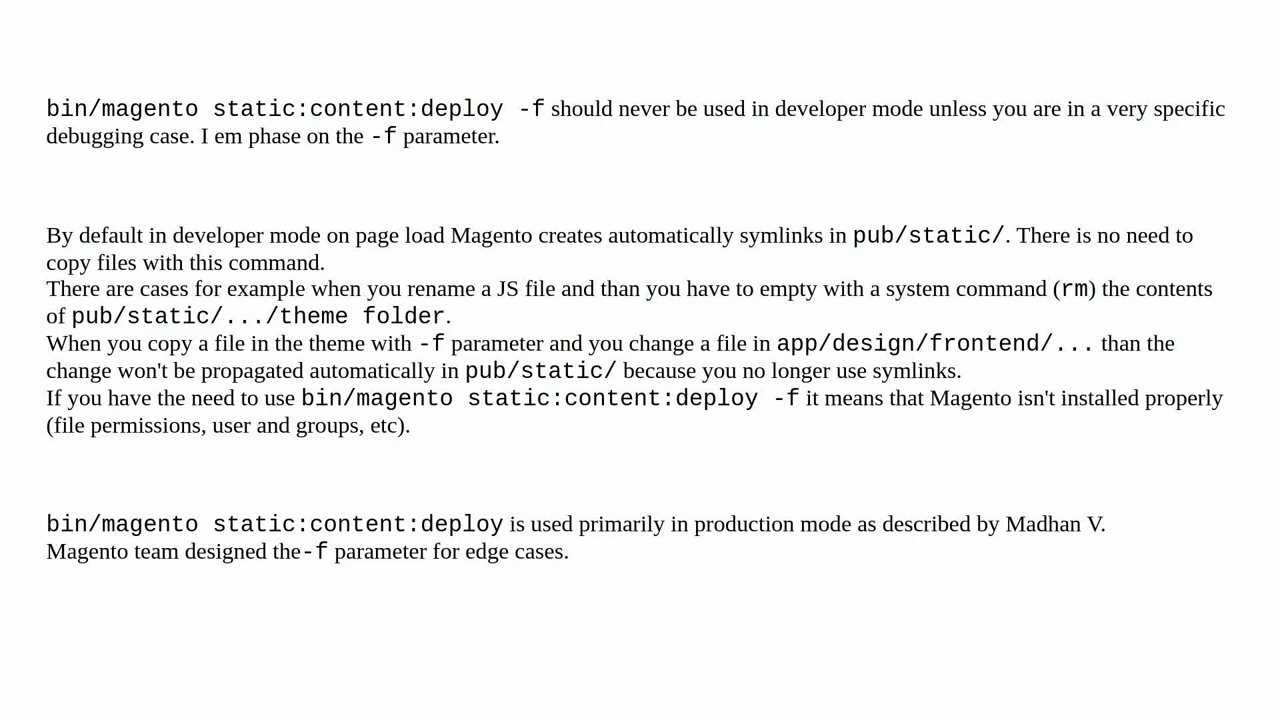 bin/magento static:content:deploy -f should never be used in developer mode unless you are in a very specific
debugging case. I em phase on the -f parameter.
By default in developer mode on page load Magento creates automatically symlinks in pub/static/. There is no need to
copy files with this command.
There are cases for example when you rename a JS file and than you have to empty with a system command (rm) the contents
of pub/static/.../theme folder.
When you copy a file in the theme with -f parameter and you change a file in app/design/frontend/... than the
change won't be propagated automatically in pub/static/ because you no longer use symlinks.
If you have the need to use bin/magento static:content:deploy -f it means that Magento isn't installed properly
(file permissions, user and groups, etc).
bin/magento static:content:deploy is used primarily in production mode as described by Madhan V.
Magento team designed the-f parameter for edge cases.